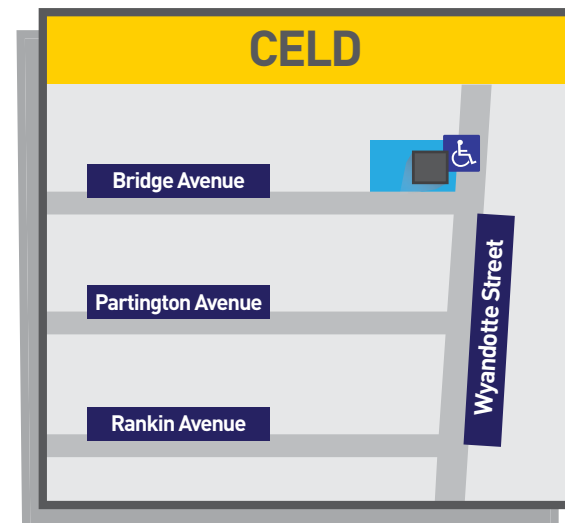 CELD
Bridge Avenue
Partington Avenue
Wyandotte Street
Rankin Avenue